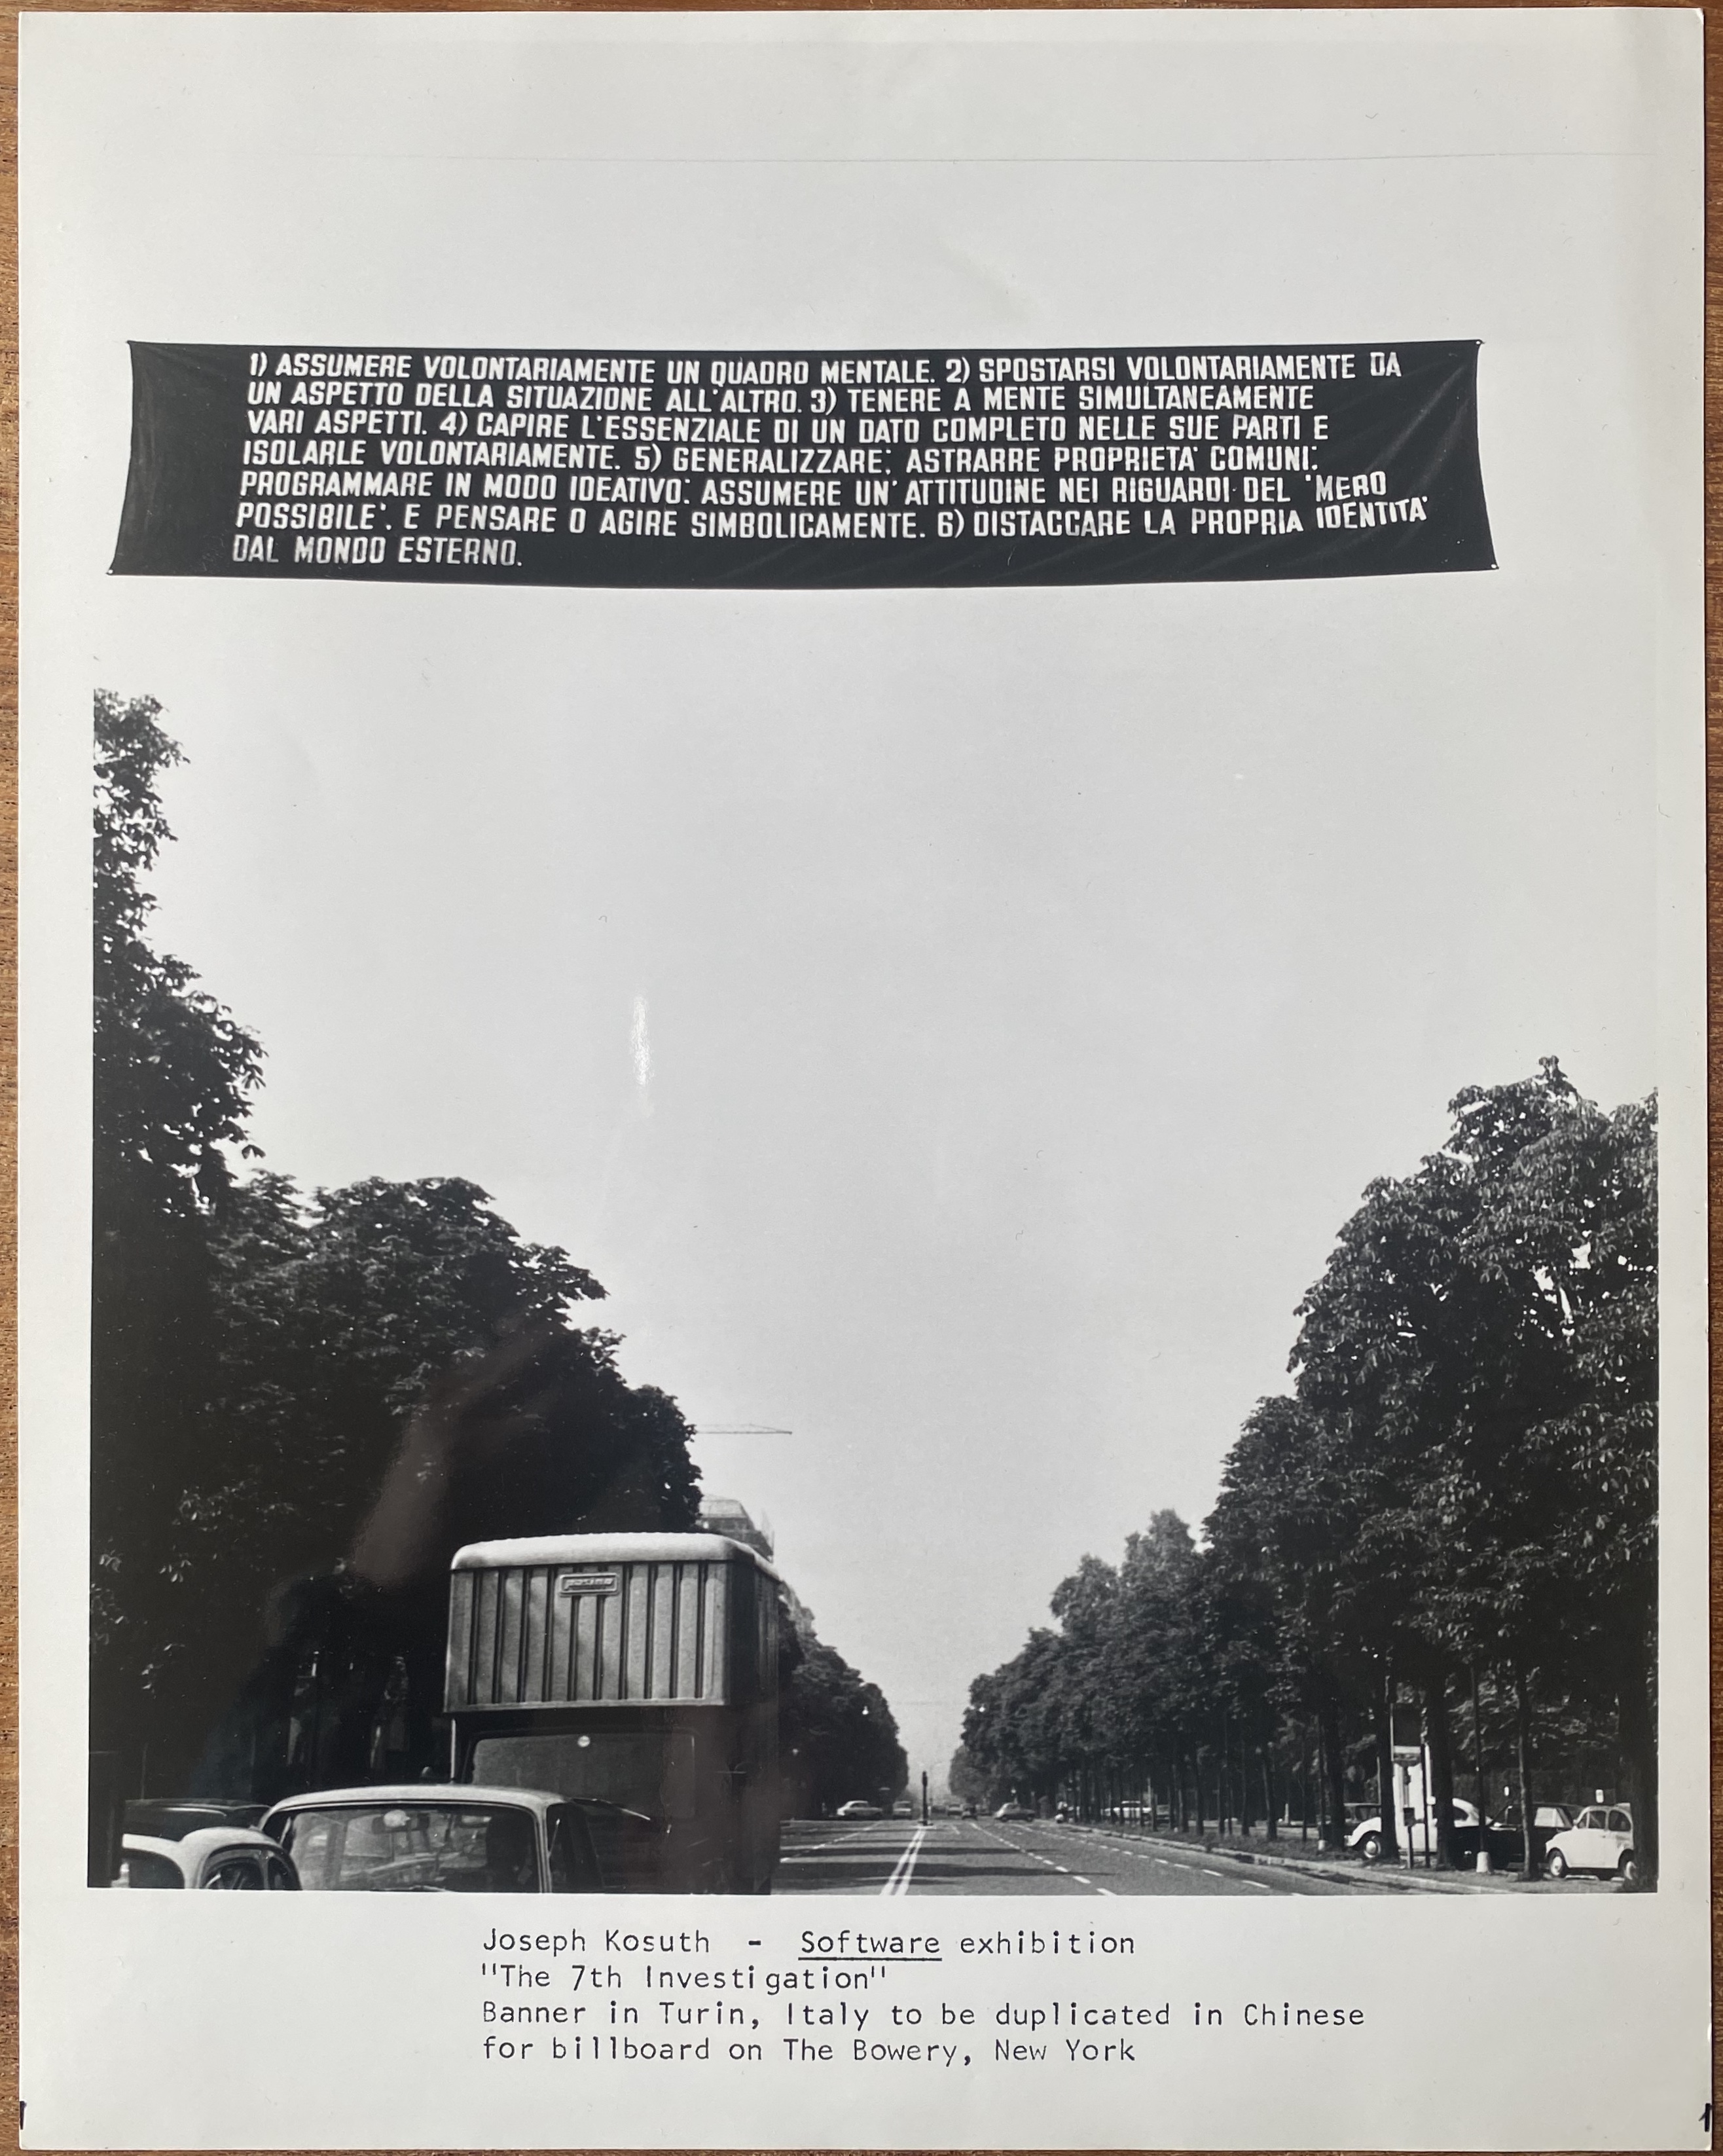 1) ASSUMERE VOLONTARIAMENTE UN QUADRO MENTALE. 2) SPOSTARSI VOLONTARIAMENTE DA
UN ASPETTO DELLA SITUAZIONE ALL'ALTRO. 3) TENERE A MENTE SIMULTANEAMENTE
VARI ASPETTI. 4) CAPIRE L'ESSENZIALE DI UN DATO COMPLETO NELLE SUE PARTI E
ISOLARLE VOLONTARIAMENTE. 5) GENERALIZZARE; ASTRARRE PROPRIETA' COMUNI;
PROGRAMMARE IN MODO IDEATIVO: ASSUMERE UN' ATTITUDINE NEI RIGUARDI DEL 'MERO
POSSIBILE'. E PENSARE O AGIRE SIMBOLICAMENTE. 6) DISTACCARE LA PROPRIA IDENTITA'
DAL MONDO ESTERNO.
Joseph Kosuth - Software exhibition
"The 7th Investigation"
Banner in Turin, Italy to be duplicated in Chinese
for billboard on The Bowery, New York